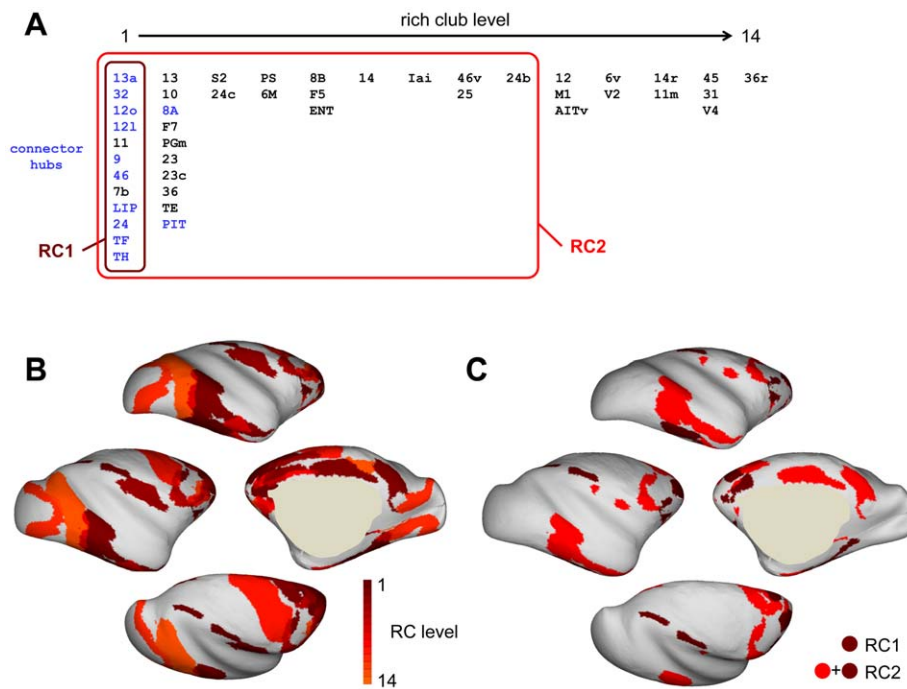 A
rich club level
1 14
13a 13 S2 PS 8B 14 Iai 46v 24b 12 6v 14r 45 36r
32 10 24c 6M F5 25 M1 V2 11m 31
12o 8A ENT AITv V4
12l F7
connector
hubs
11 PGm
9 23
46 23c
7b 36
LIP TE
24 PIT
RC1 TF RC2
TH
B C
1
RC level
14
RC1
+ RC2